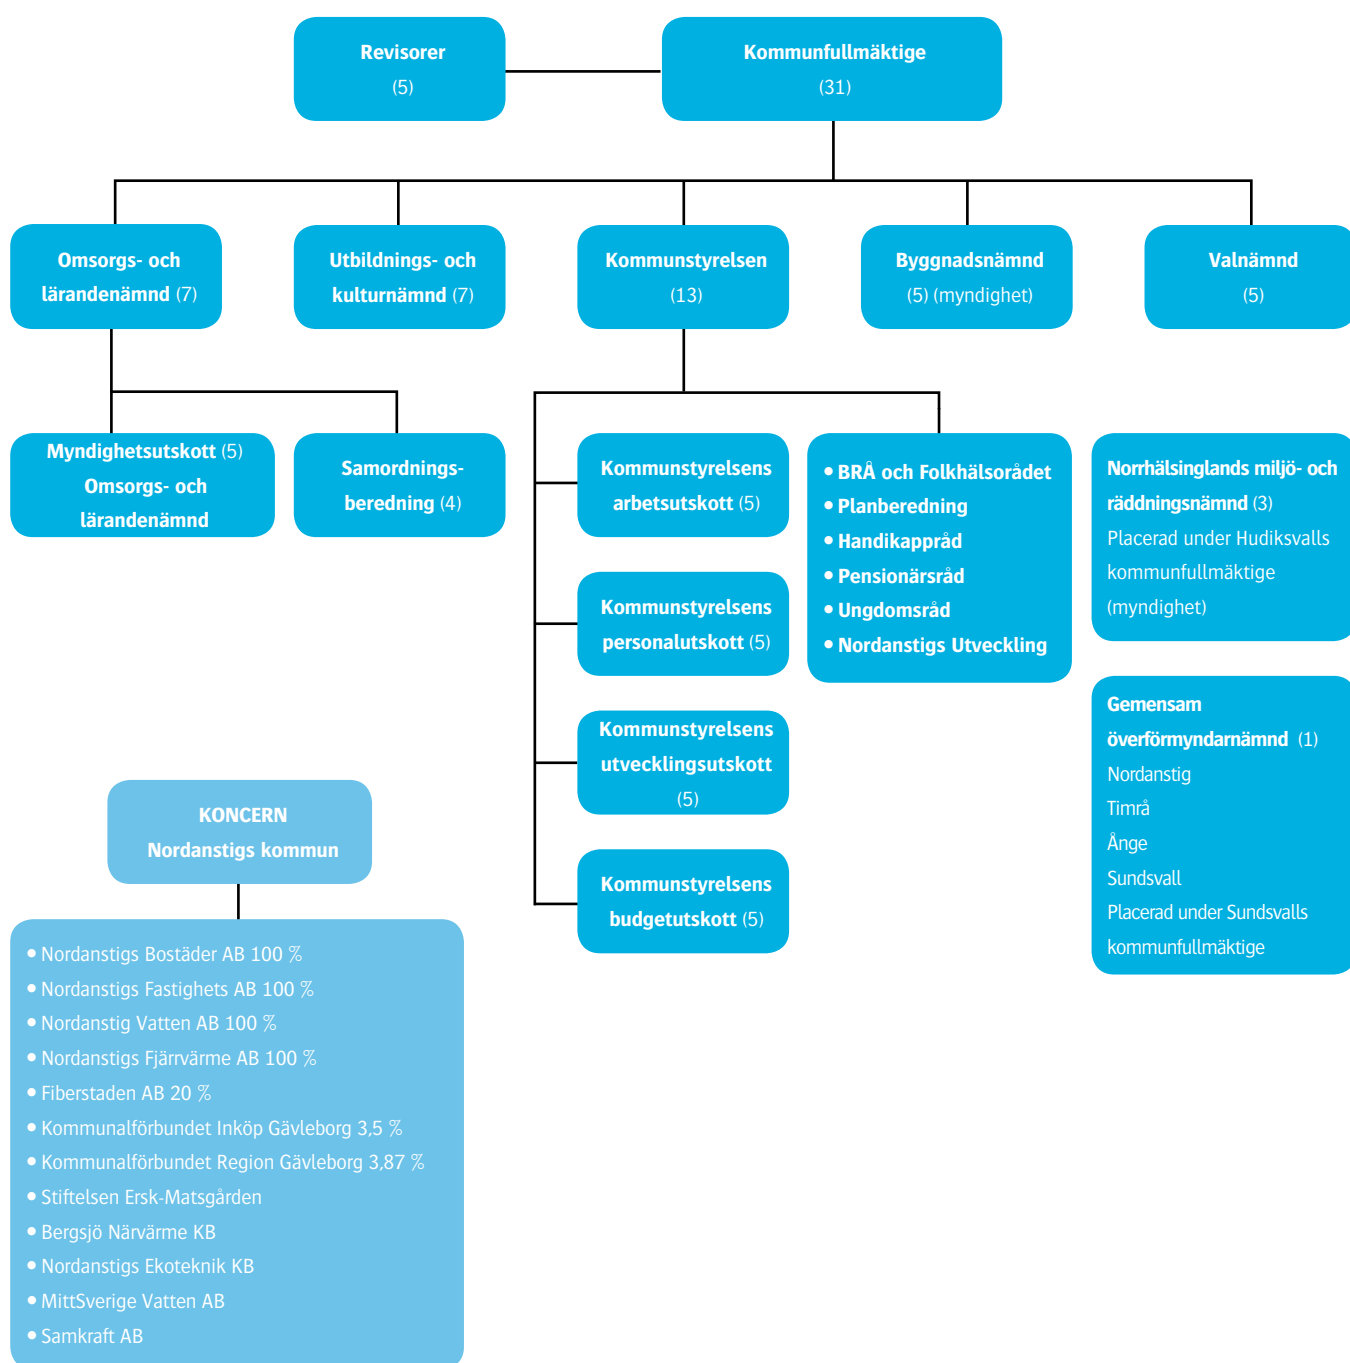 Revisorer
(5)
Kommunfullmäktige
(31)
Omsorgs- och
lärandenämnd (7)
Utbildnings- och
kulturnämnd (7)
Kommunstyrelsen
(13)
Byggnadsnämnd
(5) (myndighet)
Valnämnd
(5)
Myndighetsutskott (5)
Omsorgs- och
lärandenämnd
Samordnings-
beredning (4)
Kommunstyrelsens
arbetsutskott (5)
Kommunstyrelsens
personalutskott (5)
Kommunstyrelsens
utvecklingsutskott
(5)
Kommunstyrelsens
budgetutskott (5)
• BRÅ och Folkhälsorådet
• Planberedning
• Handikappråd
• Pensionärsråd
• Ungdomsråd
• Nordanstigs Utveckling
Norrhälsinglands miljö- och
räddningsnämnd (3)
Placerad under Hudiksvalls
kommunfullmäktige
(myndighet)
Gemensam
överförmyndarnämnd (1)
Nordanstig
Timrå
Ånge
Sundsvall
Placerad under Sundsvalls
kommunfullmäktige
KONCERN
Nordanstigs kommun
• Nordanstigs Bostäder AB 100 %
• Nordanstigs Fastighets AB 100 %
• Nordanstig Vatten AB 100 %
• Nordanstigs Fjärrvärme AB 100 %
• Fiberstaden AB 20 %
• Kommunalförbundet Inköp Gävleborg 3,5 %
• Kommunalförbundet Region Gävleborg 3,87 %
• Stiftelsen Ersk-Matsgården
• Bergsjö Närvärme KB
• Nordanstigs Ekoteknik KB
• MittSverige Vatten AB
• Samkraft AB